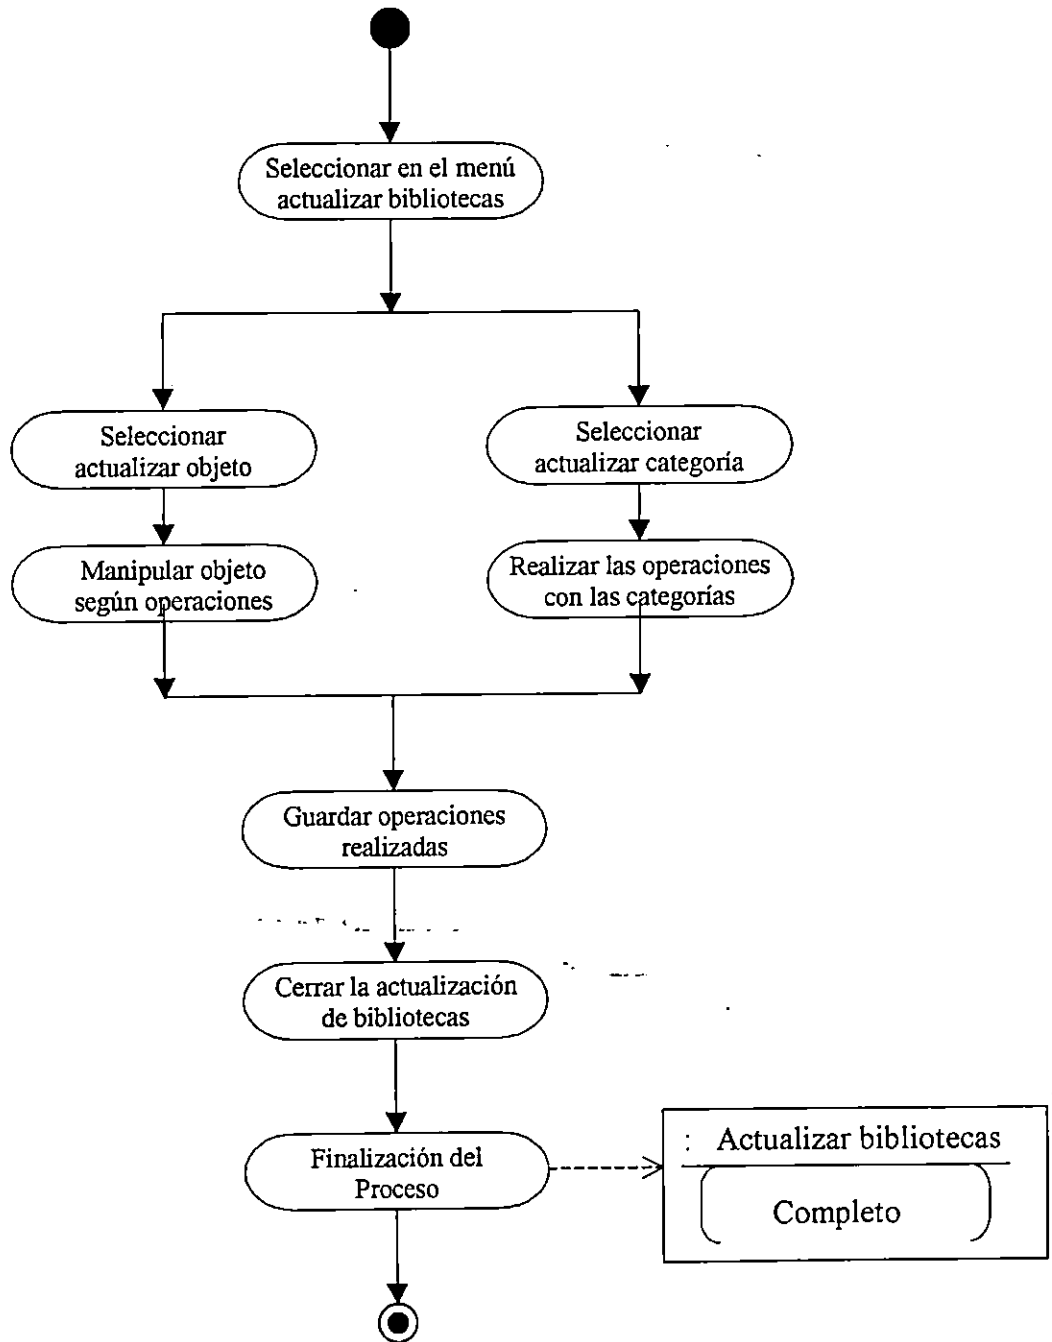 Seleccionar en el menú
actualizar bibliotecas
Seleccionar
actualizar objeto
Seleccionar
actualizar categoría
Manipular objeto
según operaciones
Realizar las operaciones
con las categorías
Guardar operaciones
realizadas
Cerrar la actualización
de bibliotecas
Finalización del
Proceso
: Actualizar bibliotecas
Completo